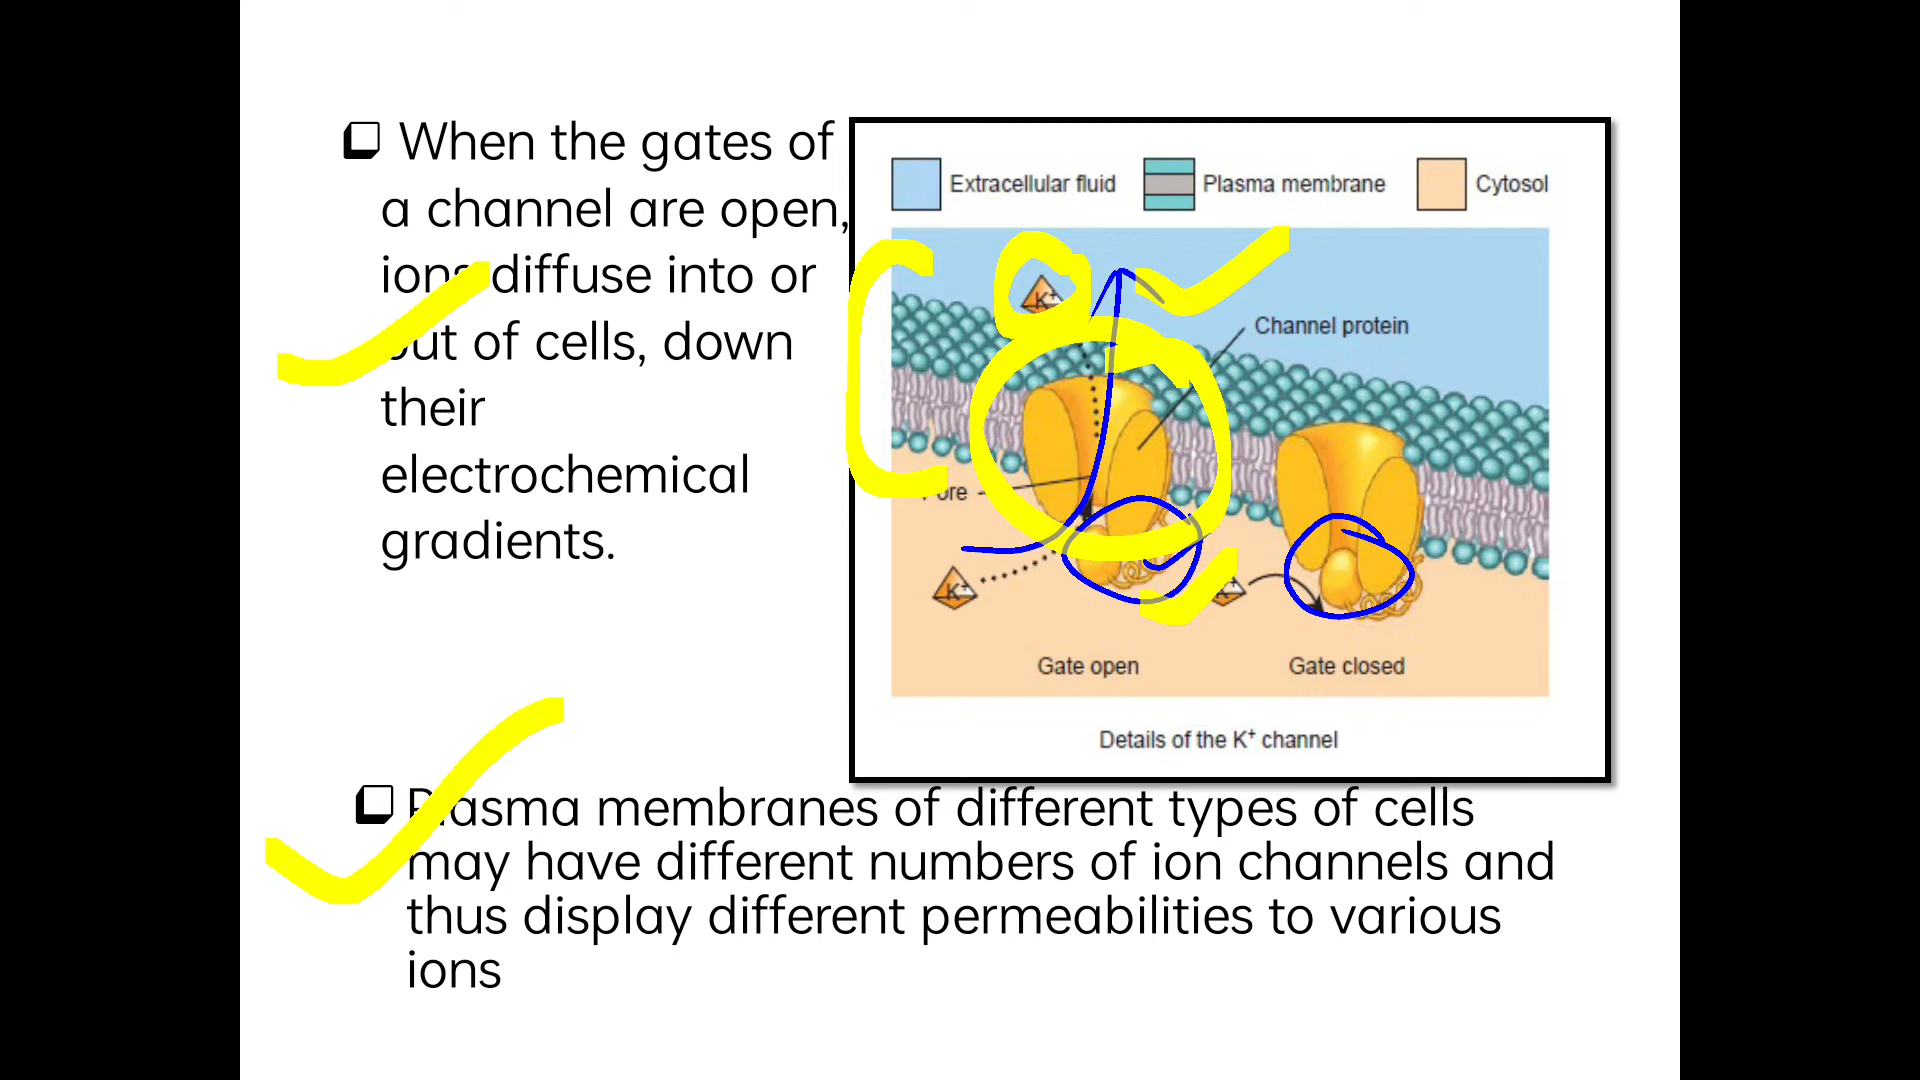 When the gates of
a channel are open,
ions diffuse into or
out of cells, down
their
electrochemical
gradients.
Extracellular fluid
Plasma membrane
Cytosol
K+
Channel protein
Pore
K+
K+
Gate open
Gate closed
Details of the K+ channel
Plasma membranes of different types of cells
may have different numbers of ion channels and
thus display different permeabilities to various
ions